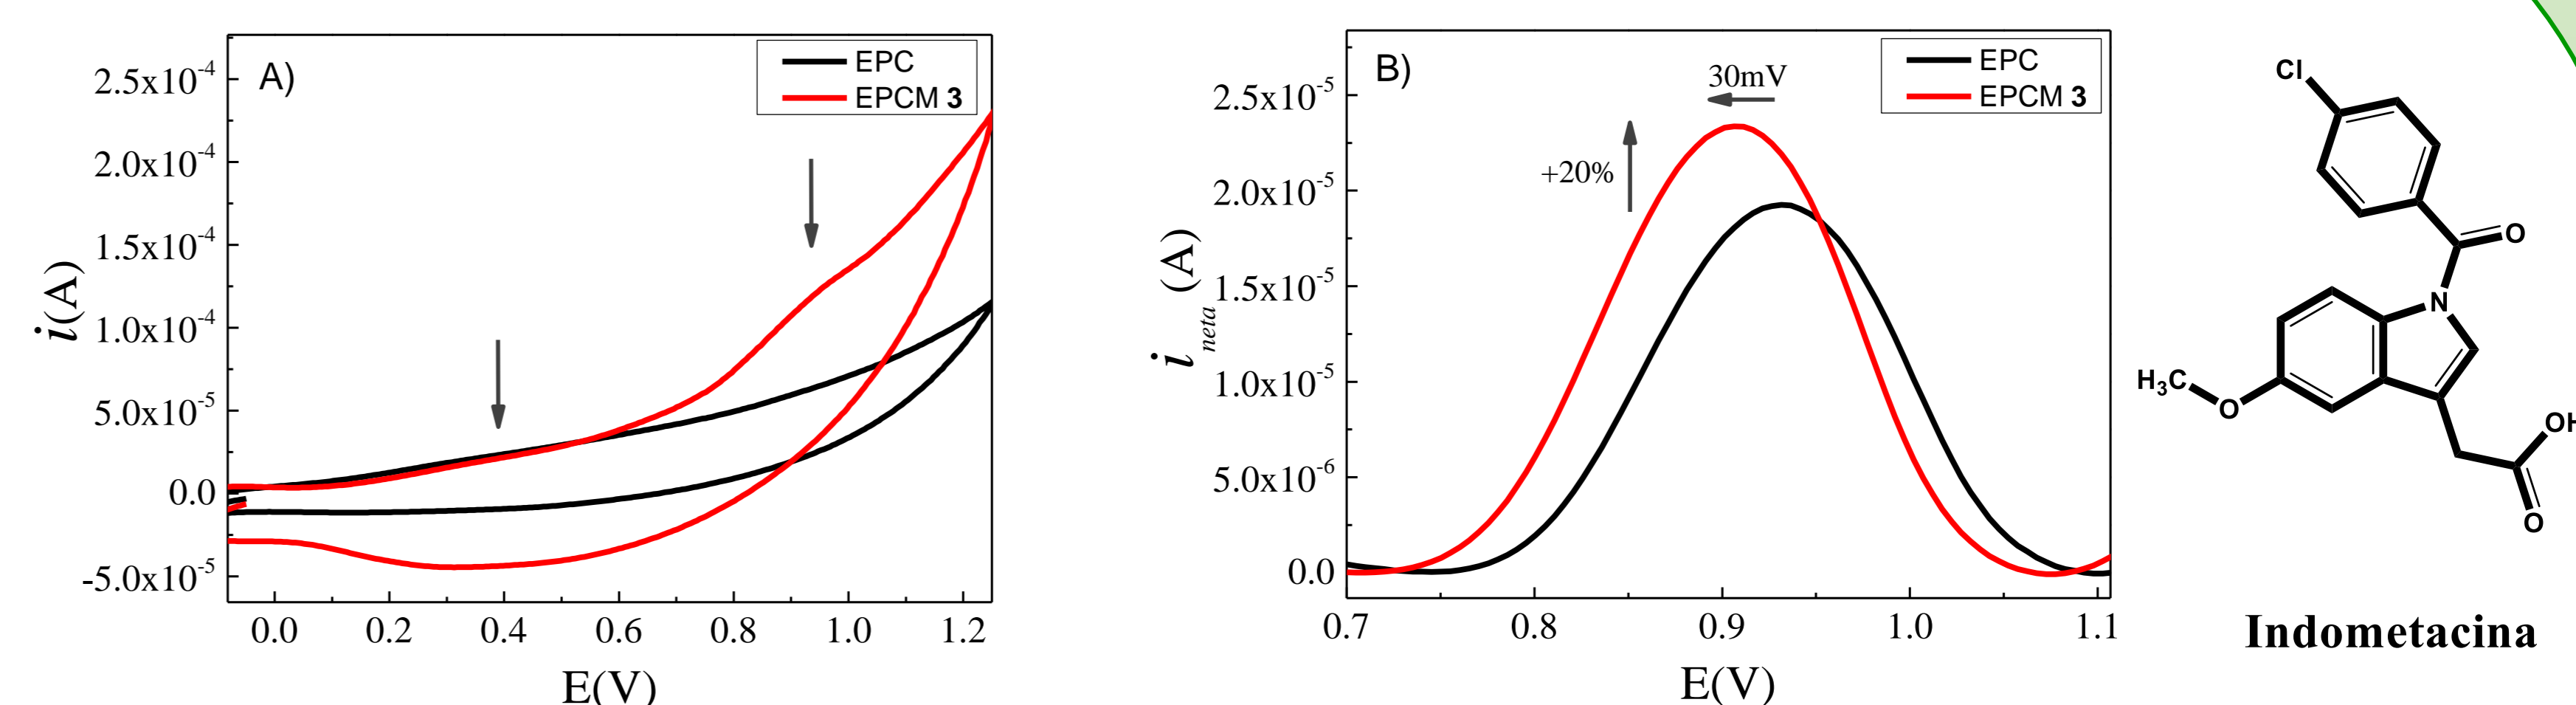 A)
EPC
EPCM 3
2.5x10-4
2.0x10-4
1.5x10-4
1.0x10-4
5.0x10-5
0.0
-5.0x10-5
i(A)
0.0 0.2 0.4 0.6 0.8 1.0 1.2
E(V)
B)
30mV
+20%
EPC
EPCM 3
2.5x10-5
2.0x10-5
1.5x10-5
1.0x10-5
5.0x10-6
0.0
i neta (A)
0.7 0.8 0.9 1.0 1.1
E(V)
Cl
O
N
H3C
O
OH
O
Indometacina